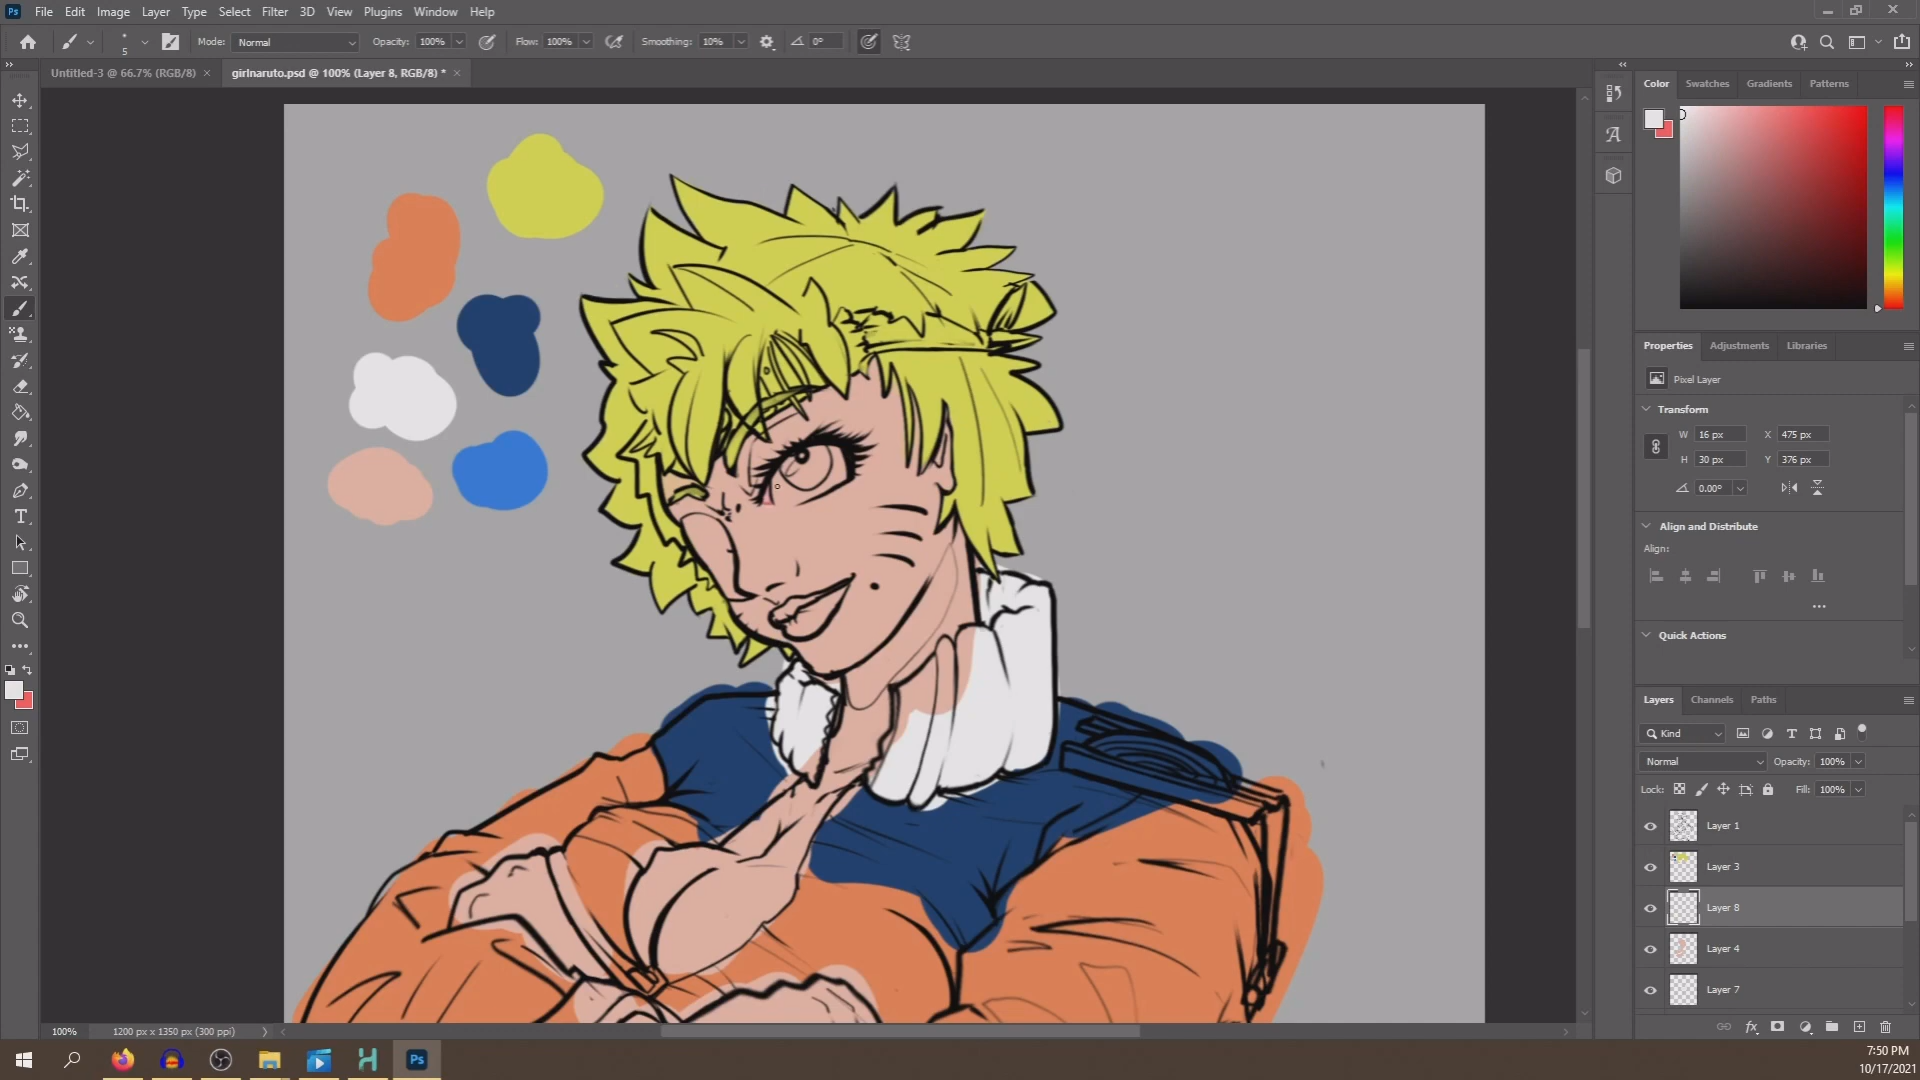 Ps File Edit Image Layer Type Select Filter 3D View Plugins Window Help
5 Mode: Normal Opacity: 100% Flow: 100% Smoothing: 10% 0°
Untitled-3 @ 66.7% (RGB/8) × girlnaruto.psd @ 100% (Layer 8, RGB/8) * ×
Color Swatches Gradients Patterns
Properties Adjustments Libraries
Pixel Layer
Transform
W 16 px X 475 px
H 30 px Y 376 px
0.00°
Align and Distribute
Align:
Quick Actions
Layers Channels Paths
Kind
Normal Opacity: 100%
Lock: Fill: 100%
Layer 1
Layer 3
Layer 8
Layer 4
Layer 7
100% 1200 px x 1350 px (300 ppi)
Ps
7:50 PM
10/17/2021